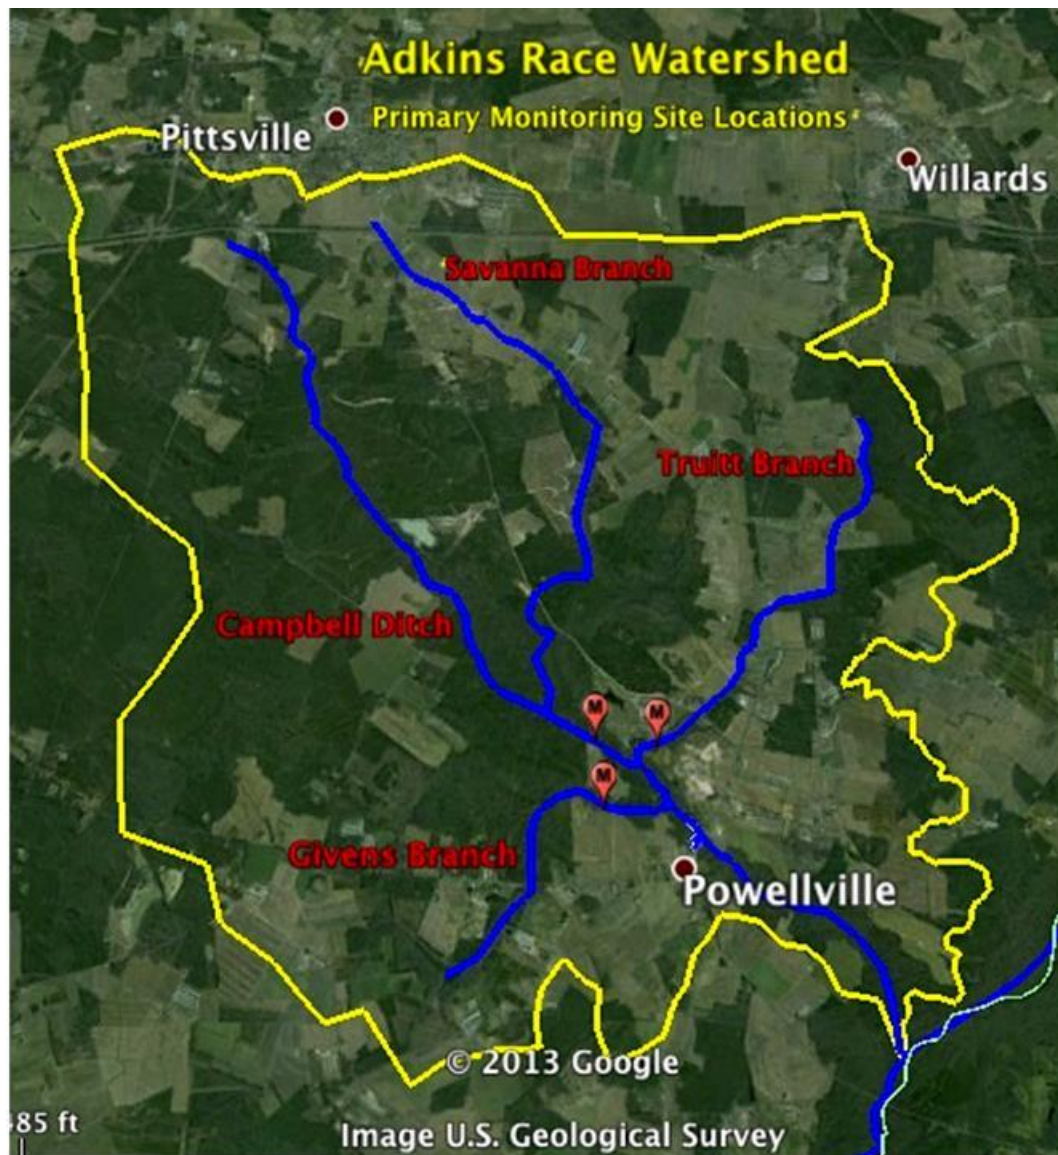 Adkins Race Watershed
Primary Monitoring Site Locations
Pittsville
Willards
Savanna Branch
Truitt Branch
Campbell Ditch
M
M
M
Givens Branch
Powellville
© 2013 Google
85 ft
Image U.S. Geological Survey